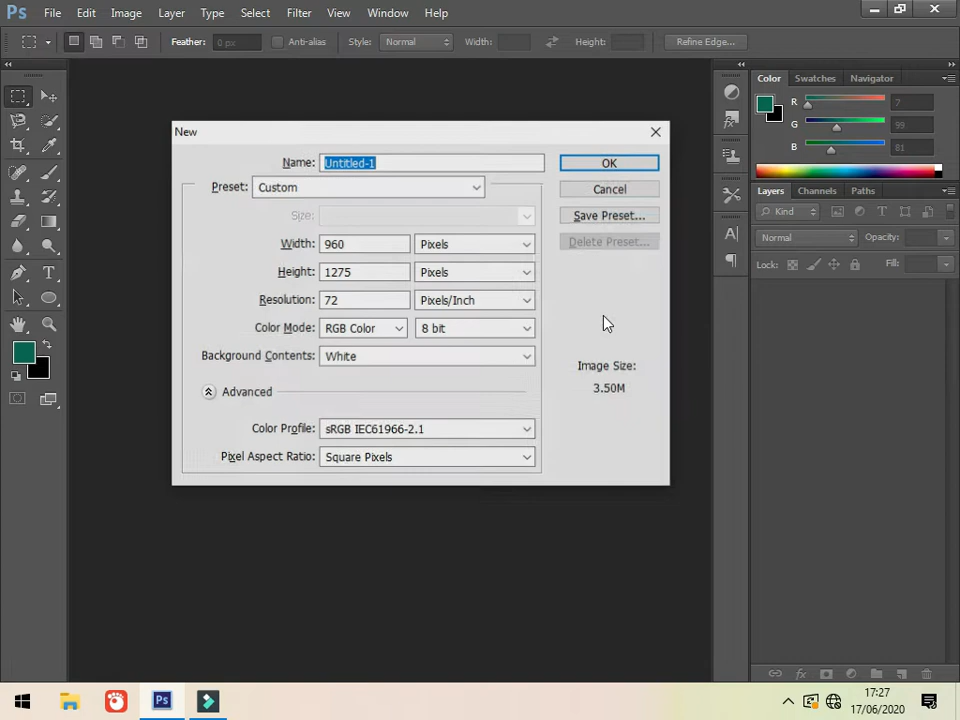 Ps File Edit Image Layer Type Select Filter View Window Help
Feather: 0 px Anti-alias Style: Normal Width: Height: Refine Edge...
Color Swatches Navigator
R 7
G 99
B 81
Layers Channels Paths
Kind
Normal Opacity:
Lock: Fill:
New
Name: Untitled-1 OK
Preset: Custom Cancel
Size: Save Preset...
Width: 960 Pixels Delete Preset...
Height: 1275 Pixels
Resolution: 72 Pixels/Inch
Color Mode: RGB Color 8 bit
Background Contents: White
Image Size:
3.50M
Advanced
Color Profile: sRGB IEC61966-2.1
Pixel Aspect Ratio: Square Pixels
Ps
17:27
17/06/2020